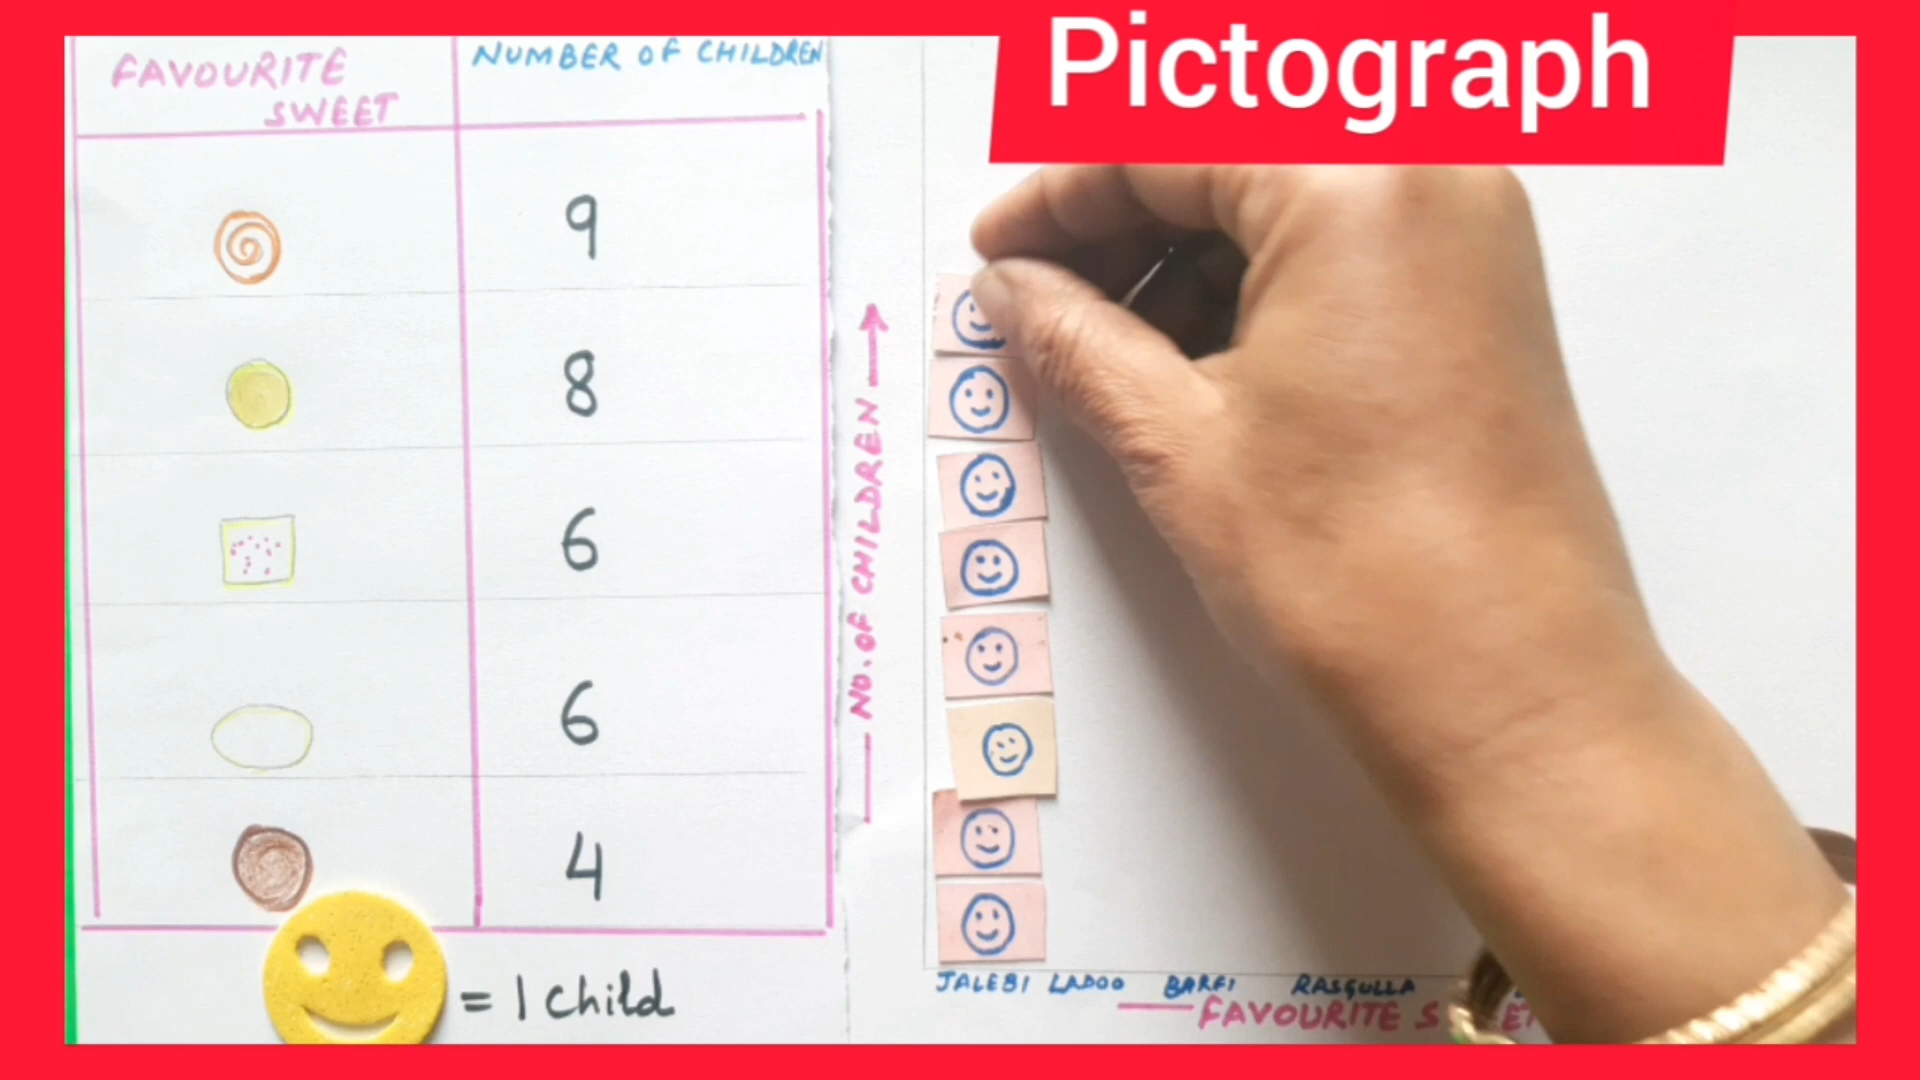 Pictograph
FAVOURITE
SWEET
NUMBER OF CHILDREN
9
8
6
6
4
= 1 Child
NO. OF CHILDREN
JALEBI LADOO BARFI RASGULLA
FAVOURITE